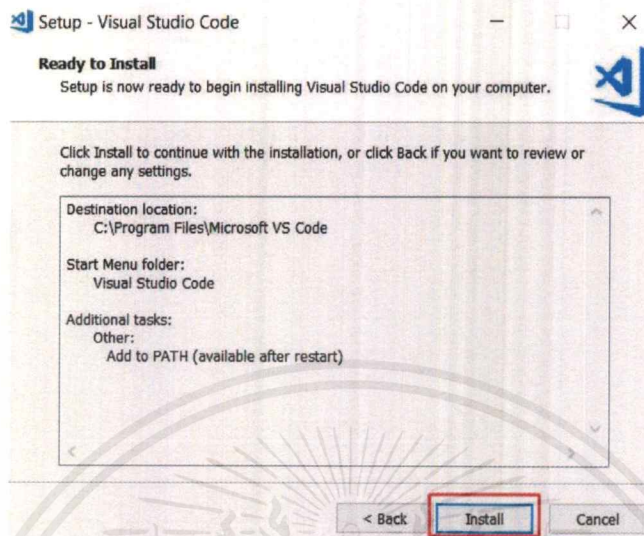 Setup - Visual Studio Code
Ready to Install
Setup is now ready to begin installing Visual Studio Code on your computer.
Click Install to continue with the installation, or click Back if you want to review or
change any settings.
Destination location:
C:\Program Files\Microsoft VS Code
Start Menu folder:
Visual Studio Code
Additional tasks:
Other:
Add to PATH (available after restart)
< Back Install Cancel